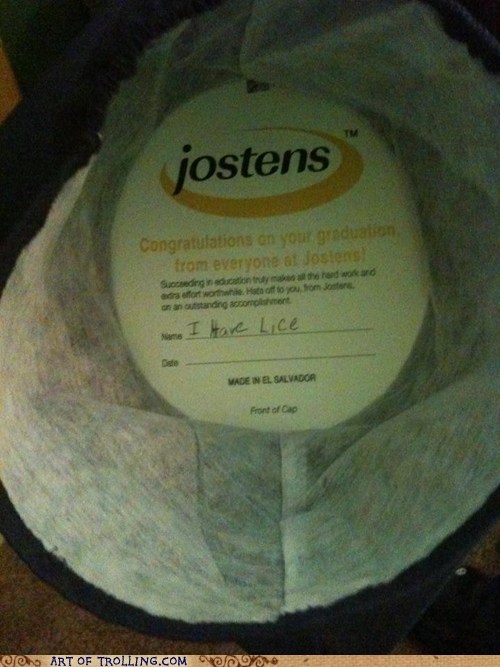 TM
jostens
Congratulations on your graduation
from everyone at Jostens!
Succeeding in education truly makes all the hard work and
extra effort worthwhile. Hats off to you, from Jostens,
on an outstanding accomplishment.
Name I Have Lice
Date
MADE IN EL SALVADOR
Front of Cap
ART OF TROLLING.COM